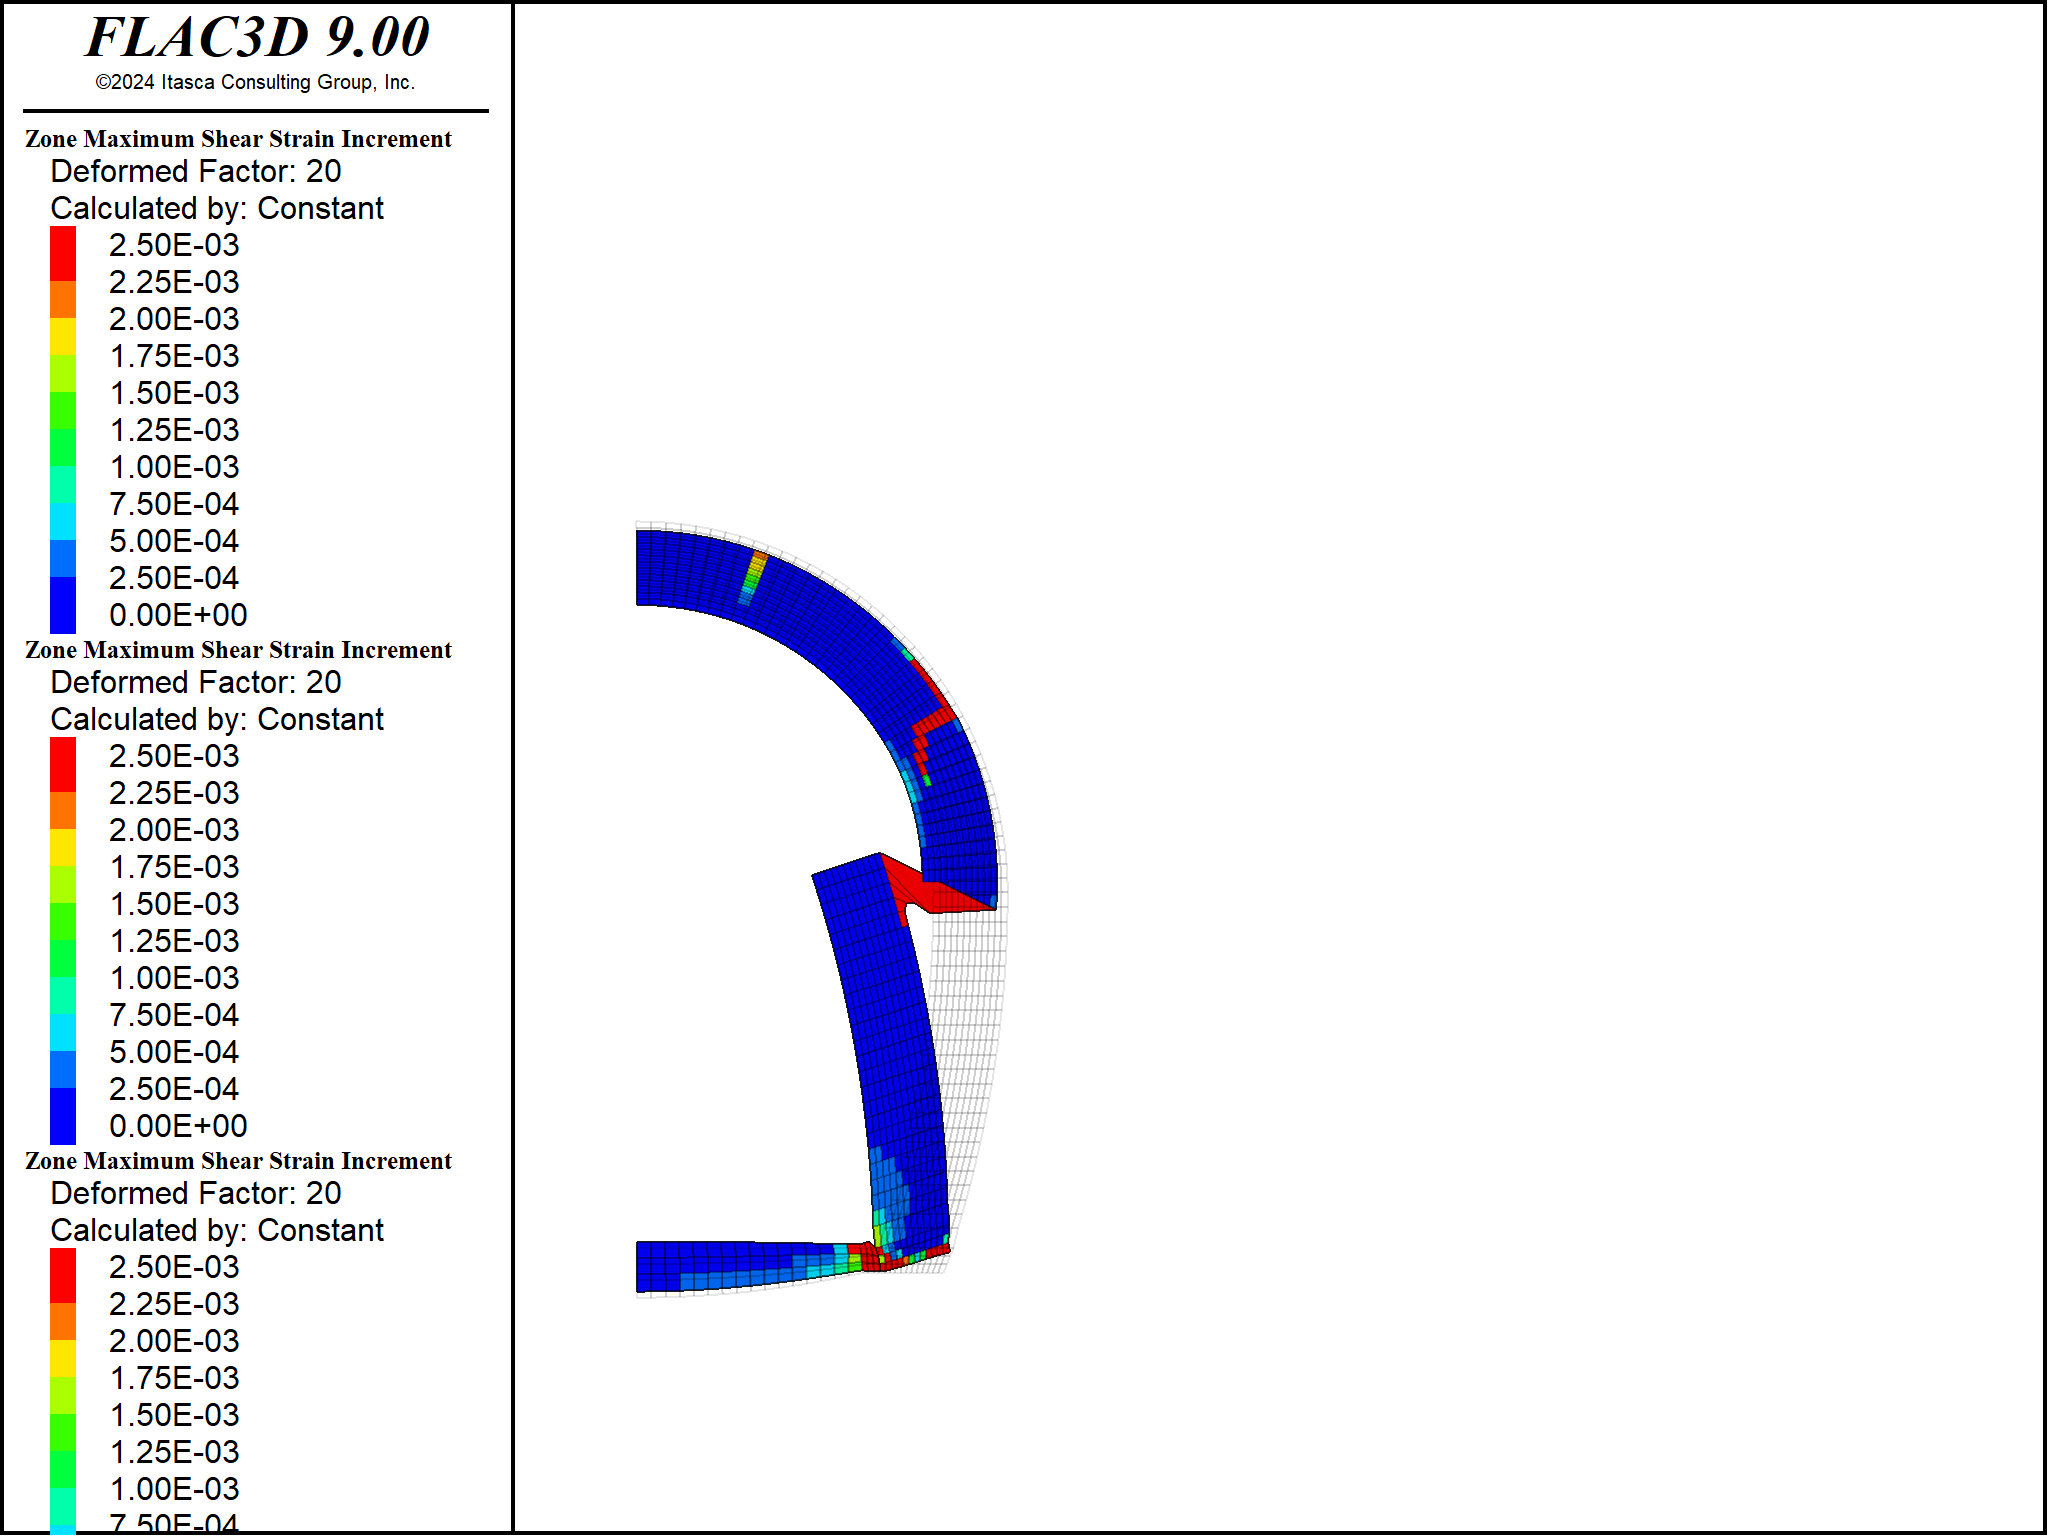 FLAC3D 9.00
©2024 Itasca Consulting Group, Inc.
Zone Maximum Shear Strain Increment
Deformed Factor: 20
Calculated by: Constant
2.50E-03
2.25E-03
2.00E-03
1.75E-03
1.50E-03
1.25E-03
1.00E-03
7.50E-04
5.00E-04
2.50E-04
0.00E+00
Zone Maximum Shear Strain Increment
Deformed Factor: 20
Calculated by: Constant
2.50E-03
2.25E-03
2.00E-03
1.75E-03
1.50E-03
1.25E-03
1.00E-03
7.50E-04
5.00E-04
2.50E-04
0.00E+00
Zone Maximum Shear Strain Increment
Deformed Factor: 20
Calculated by: Constant
2.50E-03
2.25E-03
2.00E-03
1.75E-03
1.50E-03
1.25E-03
1.00E-03
7.50E-04